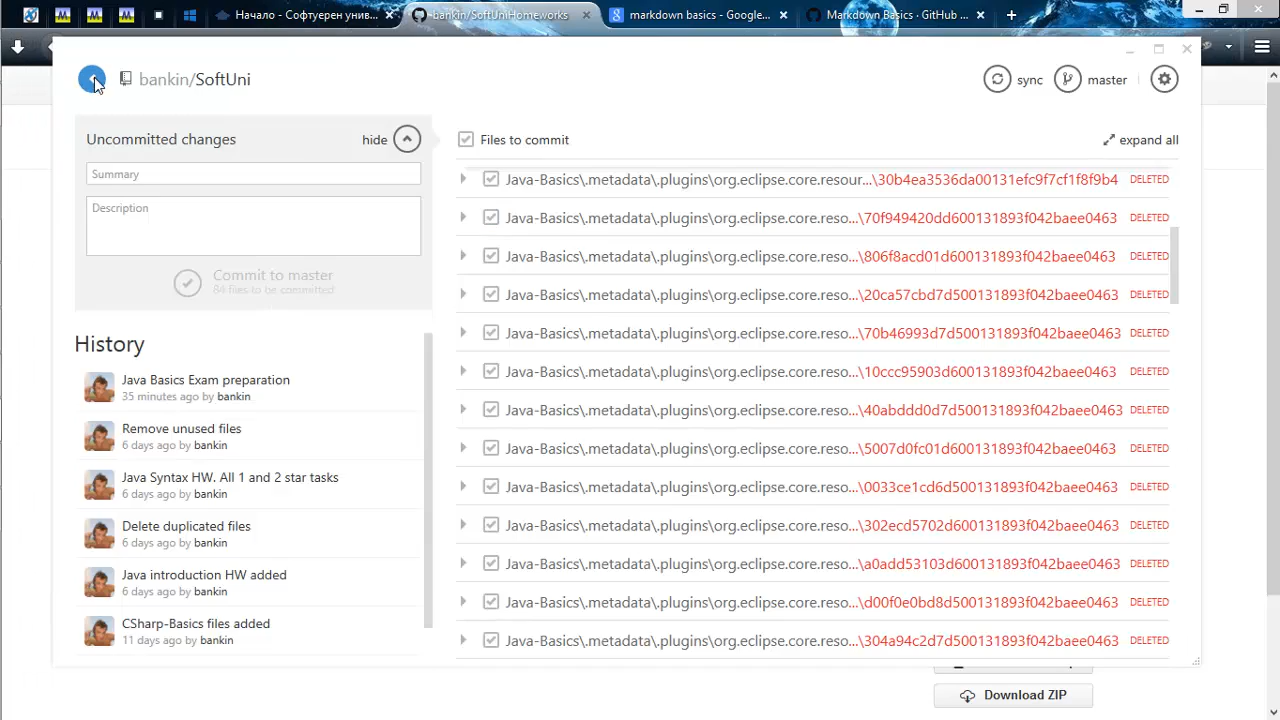 Начало - Софтуерен унив...
bankin/SoftUniHomeworks
markdown basics - Google...
Markdown Basics · GitHub ...
bankin/SoftUni
sync
master
Uncommitted changes
hide
Files to commit
expand all
Summary
Description
Commit to master
84 files to be committed
Java-Basics\.metadata\.plugins\org.eclipse.core.resour...\30b4ea3536da00131efc9f7cf1f8f9b4 DELETED
Java-Basics\.metadata\.plugins\org.eclipse.core.reso...\70f949420dd600131893f042baee0463 DELETED
Java-Basics\.metadata\.plugins\org.eclipse.core.reso...\806f8acd01d600131893f042baee0463 DELETED
Java-Basics\.metadata\.plugins\org.eclipse.core.reso...\20ca57cbd7d500131893f042baee0463 DELETED
Java-Basics\.metadata\.plugins\org.eclipse.core.reso...\70b46993d7d500131893f042baee0463 DELETED
Java-Basics\.metadata\.plugins\org.eclipse.core.reso...\10ccc95903d600131893f042baee0463 DELETED
Java-Basics\.metadata\.plugins\org.eclipse.core.reso...\40abddd0d7d500131893f042baee0463 DELETED
Java-Basics\.metadata\.plugins\org.eclipse.core.reso...\5007d0fc01d600131893f042baee0463 DELETED
Java-Basics\.metadata\.plugins\org.eclipse.core.reso...\0033ce1cd6d500131893f042baee0463 DELETED
Java-Basics\.metadata\.plugins\org.eclipse.core.reso...\302ecd5702d600131893f042baee0463 DELETED
Java-Basics\.metadata\.plugins\org.eclipse.core.reso...\a0add53103d600131893f042baee0463 DELETED
Java-Basics\.metadata\.plugins\org.eclipse.core.reso...\d00f0e0bd8d500131893f042baee0463 DELETED
Java-Basics\.metadata\.plugins\org.eclipse.core.reso...\304a94c2d7d500131893f042baee0463 DELETED
History
Java Basics Exam preparation
35 minutes ago by bankin
Remove unused files
6 days ago by bankin
Java Syntax HW. All 1 and 2 star tasks
6 days ago by bankin
Delete duplicated files
6 days ago by bankin
Java introduction HW added
6 days ago by bankin
CSharp-Basics files added
11 days ago by bankin
Download ZIP